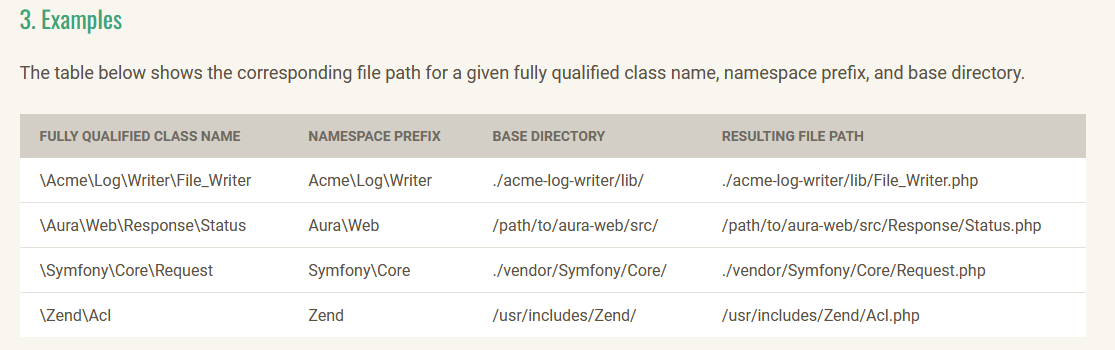 3. Examples
The table below shows the corresponding file path for a given fully qualified class name, namespace prefix, and base directory.
FULLY QUALIFIED CLASS NAME NAMESPACE PREFIX BASE DIRECTORY RESULTING FILE PATH
\Acme\Log\Writer\File_Writer Acme\Log\Writer ./acme-log-writer/lib/ ./acme-log-writer/lib/File_Writer.php
\Aura\Web\Response\Status Aura\Web /path/to/aura-web/src/ /path/to/aura-web/src/Response/Status.php
\Symfony\Core\Request Symfony\Core ./vendor/Symfony/Core/ ./vendor/Symfony/Core/Request.php
\Zend\Acl Zend /usr/includes/Zend/ /usr/includes/Zend/Acl.php